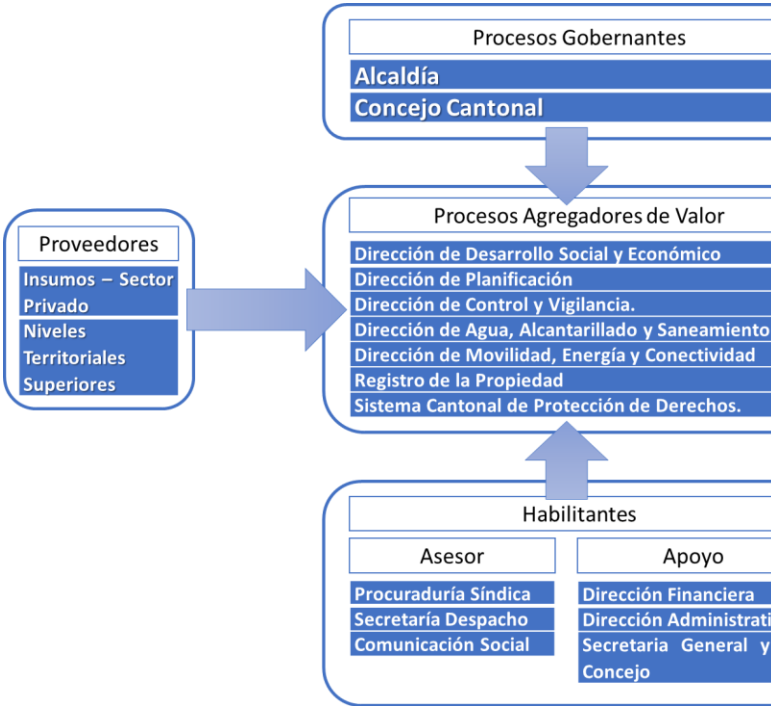 Procesos Gobernantes
Alcaldía
Concejo Cantonal
Proveedores
Insumos – Sector
Privado
Niveles
Territoriales
Superiores
Procesos Agregadores de Valor
Dirección de Desarrollo Social y Económico
Dirección de Planificación
Dirección de Control y Vigilancia.
Dirección de Agua, Alcantarillado y Saneamiento
Dirección de Movilidad, Energía y Conectividad
Registro de la Propiedad
Sistema Cantonal de Protección de Derechos.
Habilitantes
Asesor
Procuraduría Síndica
Secretaría Despacho
Comunicación Social
Apoyo
Dirección Financiera
Dirección
Secretaria General y
Concejo